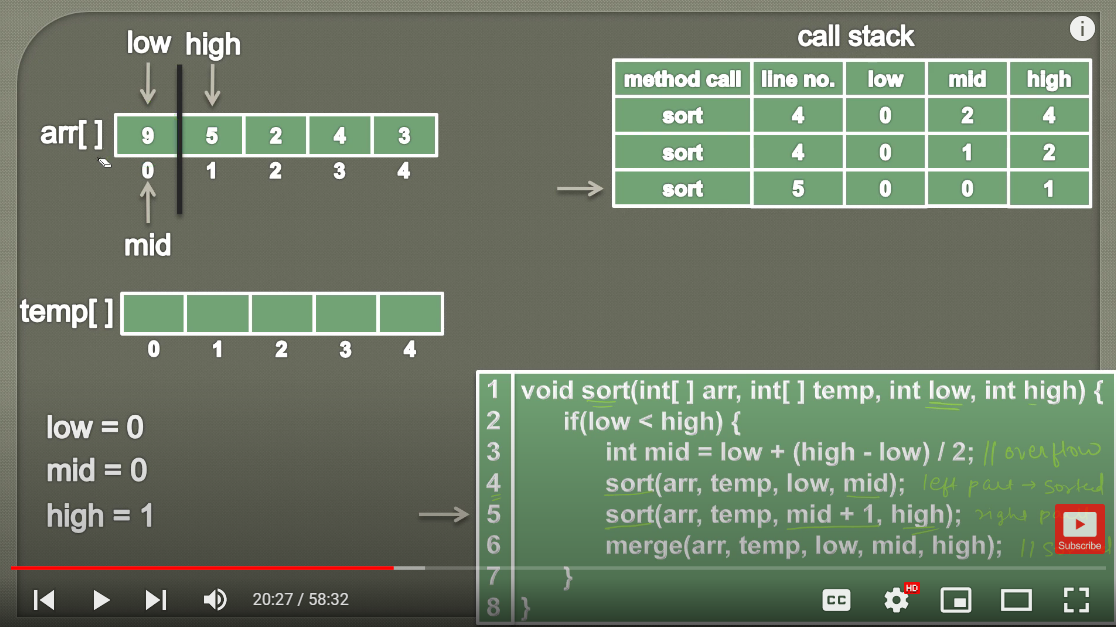 low high
arr[ ] 9 5 2 4 3
0 1 2 3 4
mid
temp[ ]
0 1 2 3 4
low = 0
mid = 0
high = 1
call stack
i
method call line no. low mid high
sort 4 0 2 4
sort 4 0 1 2
sort 5 0 0 1
1 void sort(int[ ] arr, int[ ] temp, int low, int high) {
2 if(low < high) {
3 int mid = low + (high - low) / 2; // overflow
4 sort(arr, temp, low, mid); left part → sorted
5 sort(arr, temp, mid + 1, high); right
6 merge(arr, temp, low, mid, high); //
7 }
8 }
Subscribe
20:27 / 58:32
CC HD